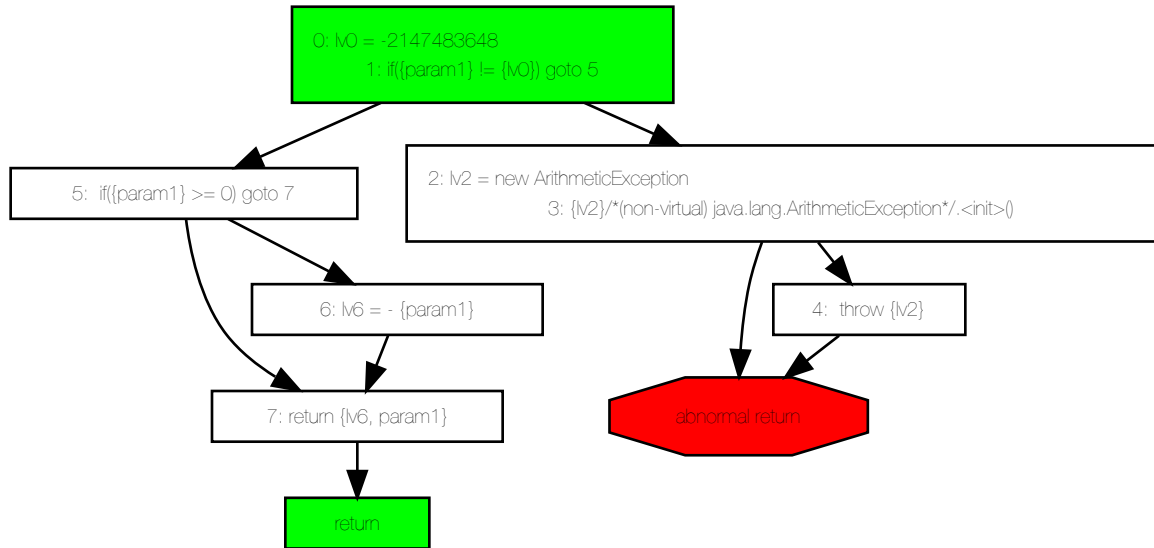 0: lv0 = -2147483648
1: if({param1} != {lv0}) goto 5
5:  if({param1} >= 0) goto 7
2: lv2 = new ArithmeticException
3: {lv2}/*(non-virtual) java.lang.ArithmeticException*/.<init>()
6: lv6 = - {param1}
4:  throw {lv2}
7: return {lv6, param1}
abnormal return
return